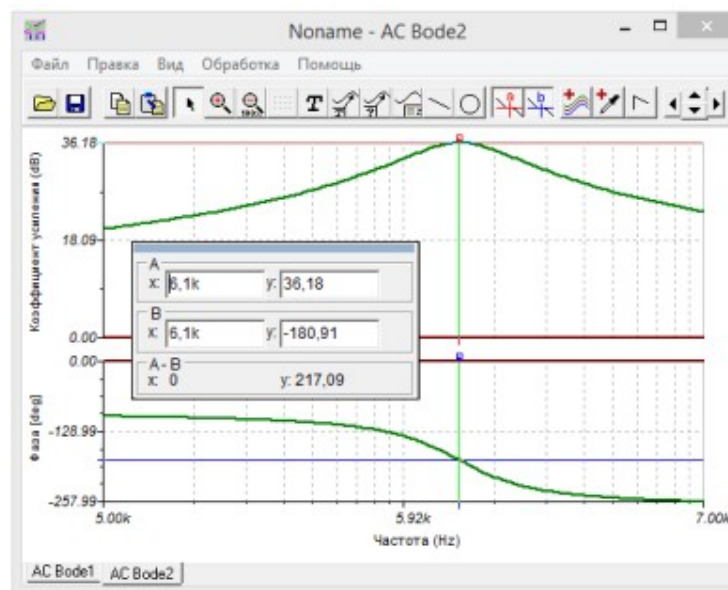 Noname - AC Bode2
Файл Правка Вид Обработка Помощь
T
36.18
Коэффициент усиления (dB)
18.09
0.00
A
x: 6,1k y: 36,18
B
x: 6,1k y: -180,91
A - B
x: 0 y: 217,09
0.00
Фаза [deg]
-128.99
-257.99
5.00k 5.92k 7.00k
Частота (Hz)
AC Bode1 AC Bode2